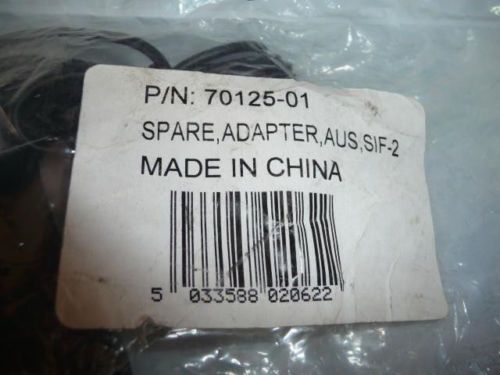 P/N: 70125-01
SPARE,ADAPTER,AUS,SIF-2
MADE IN CHINA
5 033588 020622